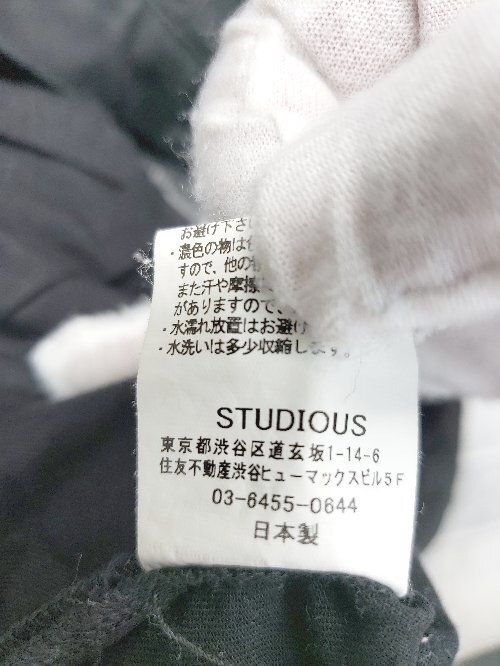 お避け下さ
・濃色の物は
すので、他の
また汗や摩擦
がありますので、
・水濡れ放置はお避け
・水洗いは多少収縮します。
STUDIOUS
東京都渋谷区道玄坂1-14-6
住友不動産渋谷ヒューマックスビル5F
03-6455-0644
日本製